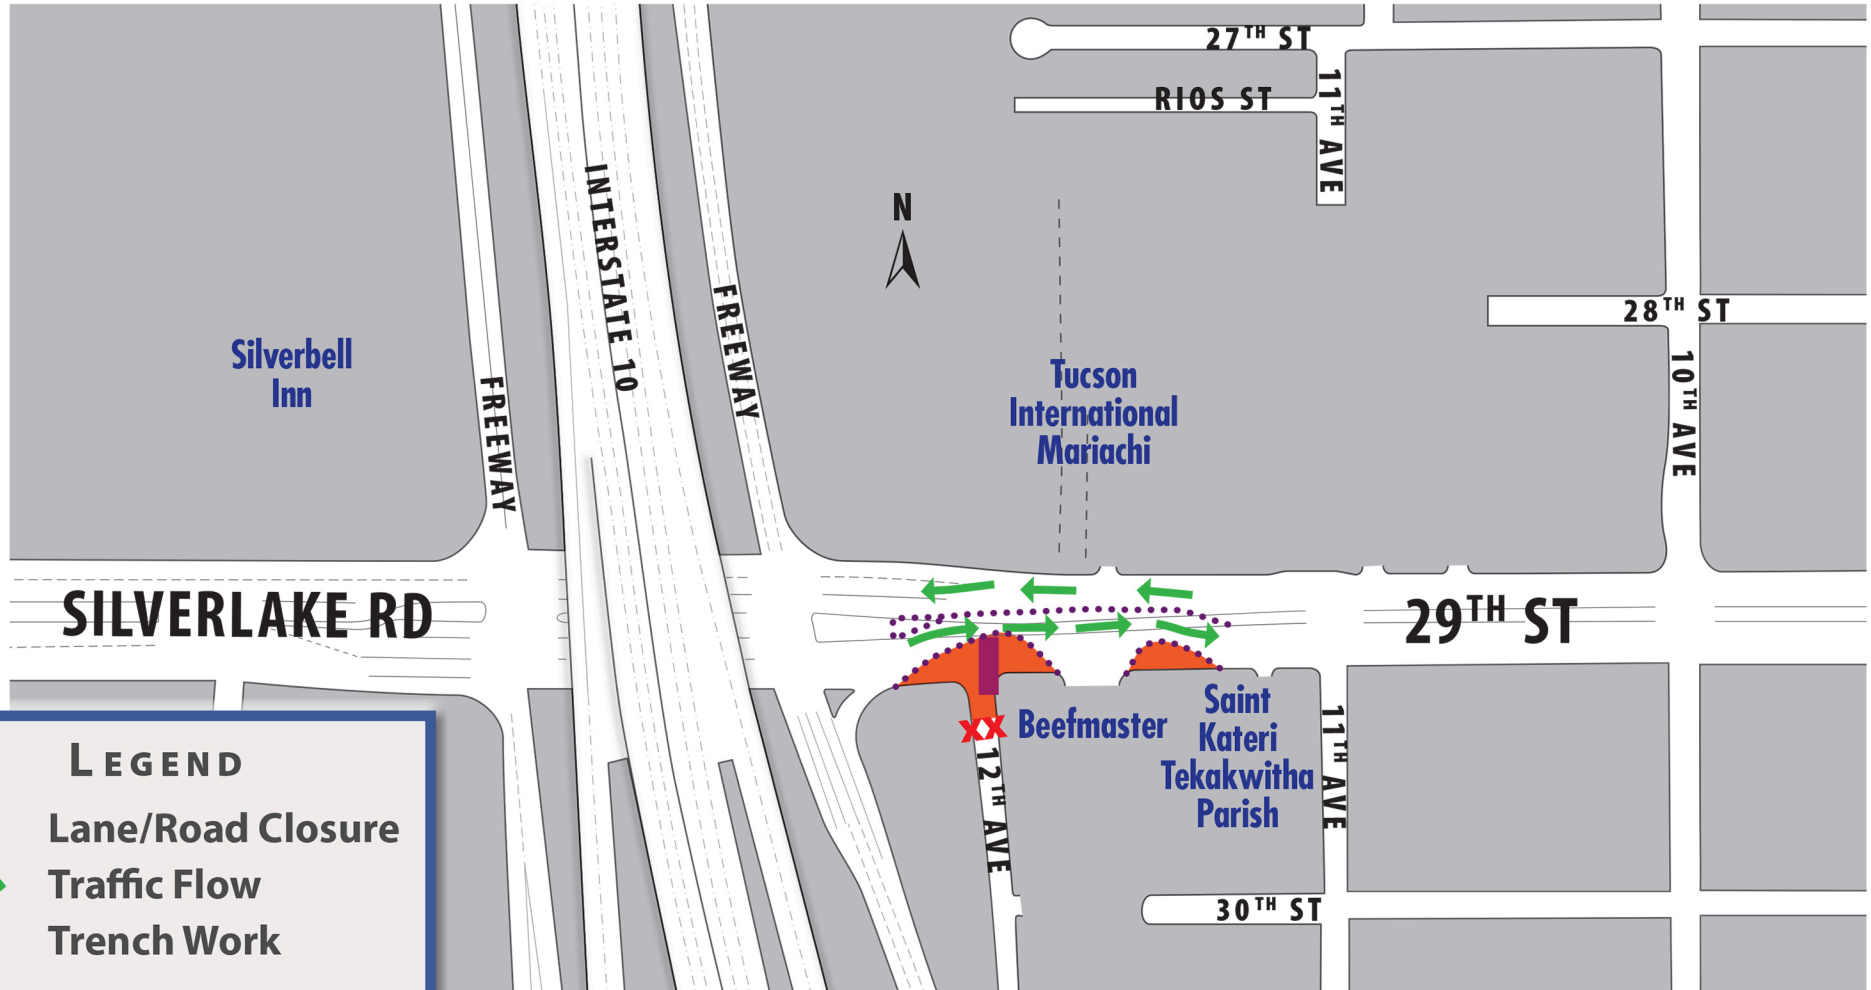 27TH ST
RIOS ST
11TH AVE
INTERSTATE 10
N
FREEWAY
28TH ST
Silverbell
Inn
FREEWAY
Tucson
International
Mariachi
10TH AVE
SILVERLAKE RD
29TH ST
XX
Beefmaster
12TH AVE
Saint
Kateri
Tekakwitha
Parish
11TH AVE
30TH ST
LEGEND
Lane/Road Closure
Traffic Flow
Trench Work